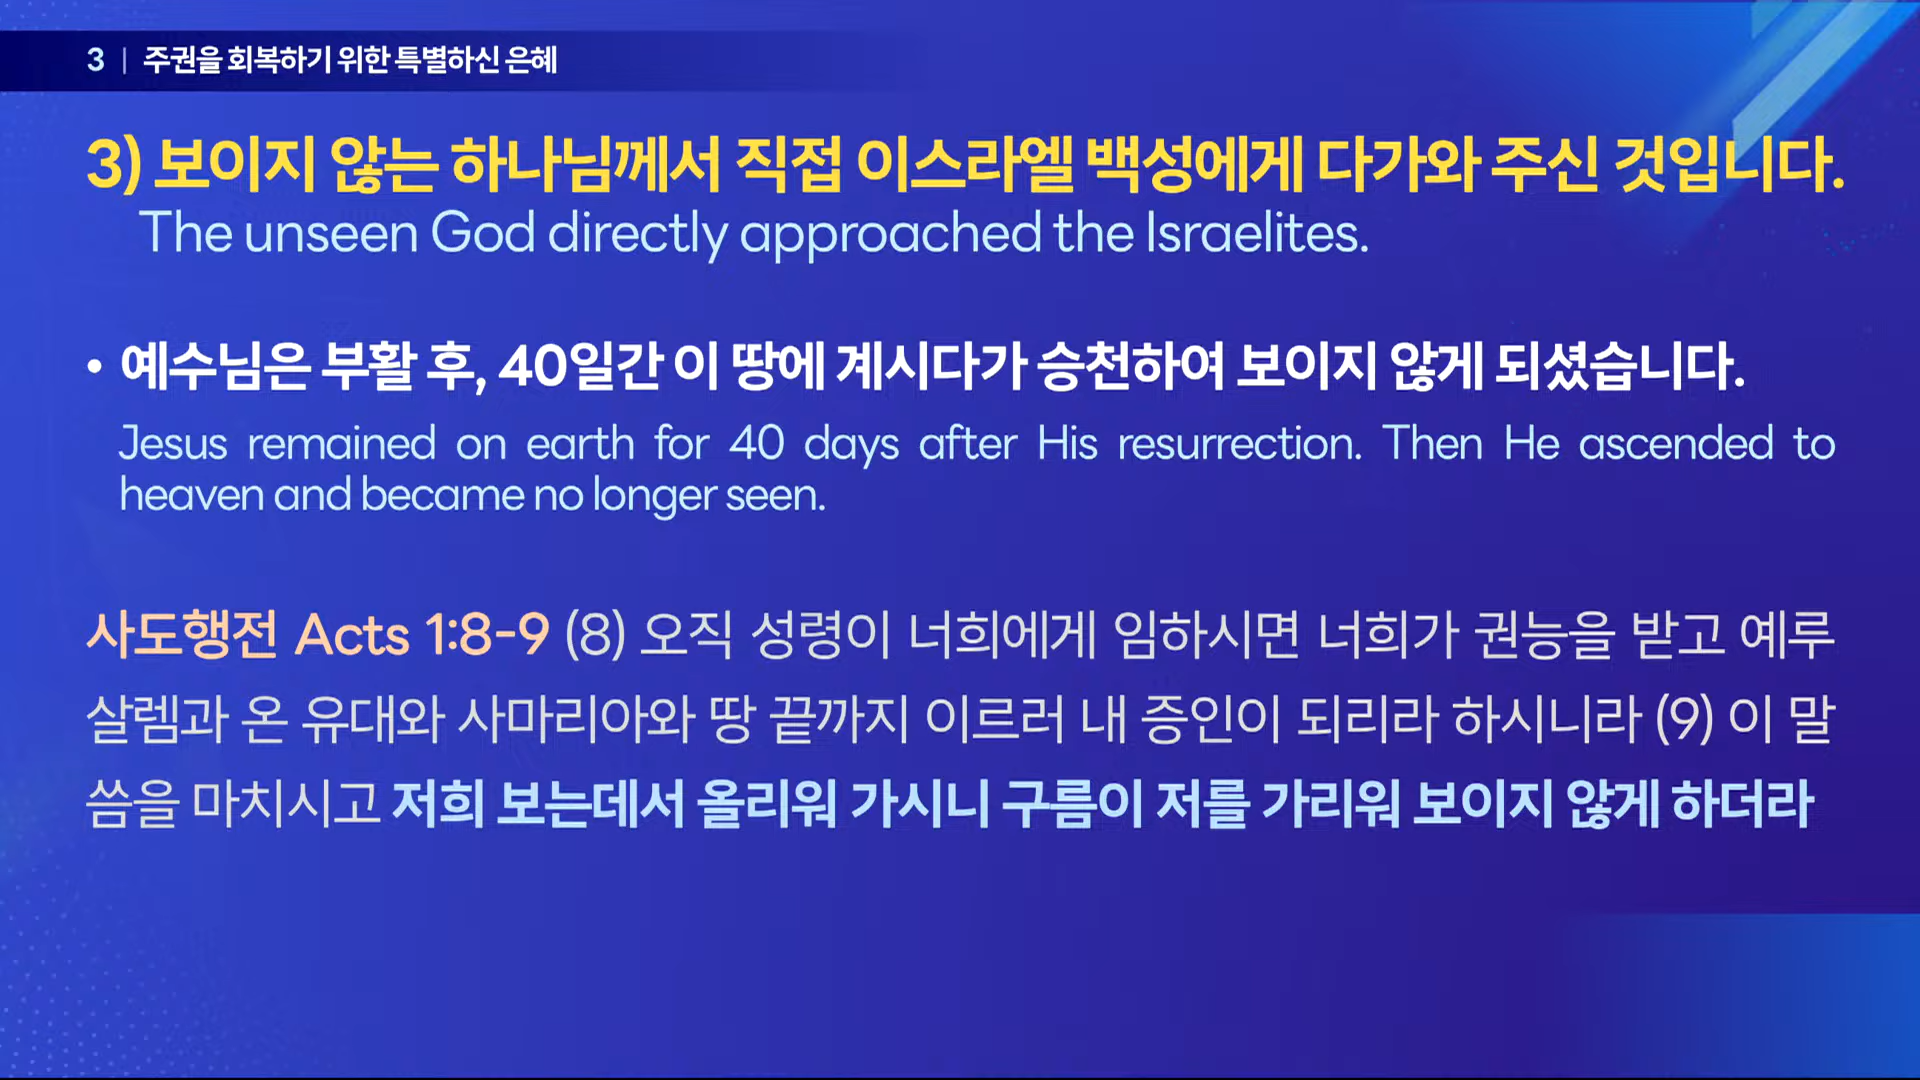 3 | 주권을 회복하기 위한 특별하신 은혜
3) 보이지 않는 하나님께서 직접 이스라엘 백성에게 다가와 주신 것입니다.
The unseen God directly approached the Israelites.
• 예수님은 부활 후, 40일간 이 땅에 계시다가 승천하여 보이지 않게 되셨습니다.
Jesus remained on earth for 40 days after His resurrection. Then He ascended to
heaven and became no longer seen.
사도행전 Acts 1:8-9 (8) 오직 성령이 너희에게 임하시면 너희가 권능을 받고 예루
살렘과 온 유대와 사마리아와 땅 끝까지 이르러 내 증인이 되리라 하시니라 (9) 이 말
씀을 마치시고 저희 보는데서 올리워 가시니 구름이 저를 가리워 보이지 않게 하더라